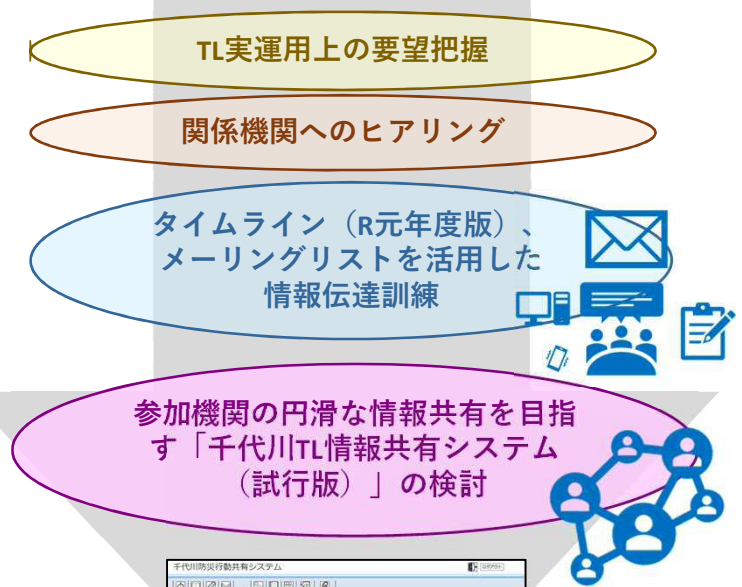 TL実運用上の要望把握
関係機関へのヒアリング
タイムライン（R元年度版）、
メーリングリストを活用した
情報伝達訓練
参加機関の円滑な情報共有を目指
す「千代川TL情報共有システム
（試行版）」の検討
千代川防災行動共有システム